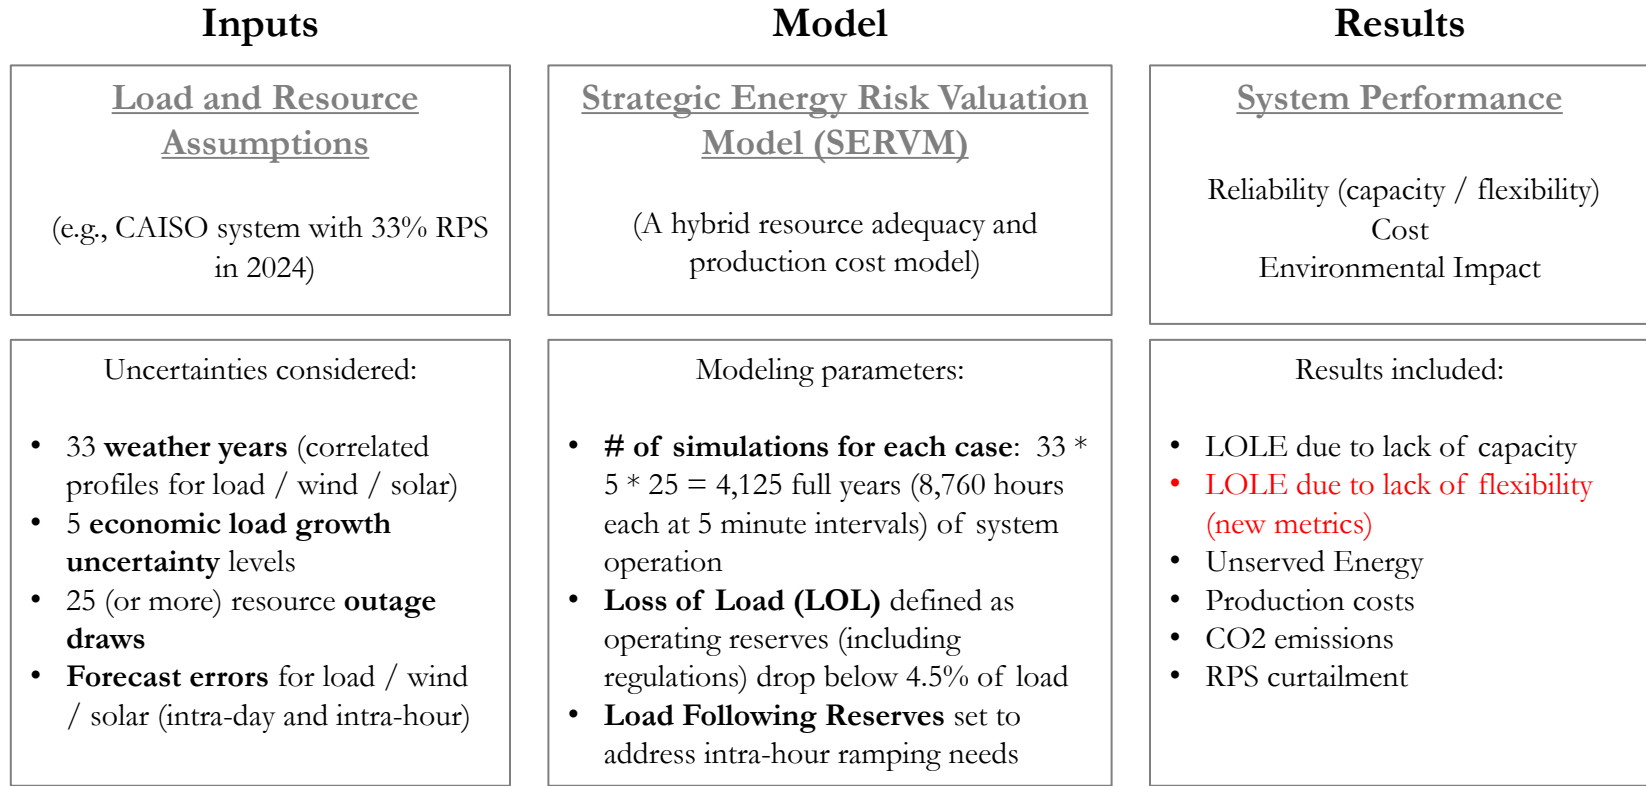 Inputs
Load and Resource
Assumptions
(e.g., CAISO system with 33% RPS
in 2024)
Uncertainties considered:
• 33 weather years (correlated
profiles for load / wind / solar)
• 5 economic load growth
uncertainty levels
• 25 (or more) resource outage
draws
• Forecast errors for load / wind
/ solar (intra-day and intra-hour)
Model
Strategic Energy Risk Valuation
Model (SERVM)
(A hybrid resource adequacy and
production cost model)
Modeling parameters:
• # of simulations for each case: 33 *
5 * 25 = 4,125 full years (8,760 hours
each at 5 minute intervals) of system
operation
• Loss of Load (LOL) defined as
operating reserves (including
regulations) drop below 4.5% of load
• Load Following Reserves set to
address intra-hour ramping needs
Results
System Performance
Reliability (capacity / flexibility)
Cost
Environmental Impact
Results included:
• LOLE due to lack of capacity
• LOLE due to lack of flexibility
(new metrics)
• Unserved Energy
• Production costs
• CO2 emissions
• RPS curtailment